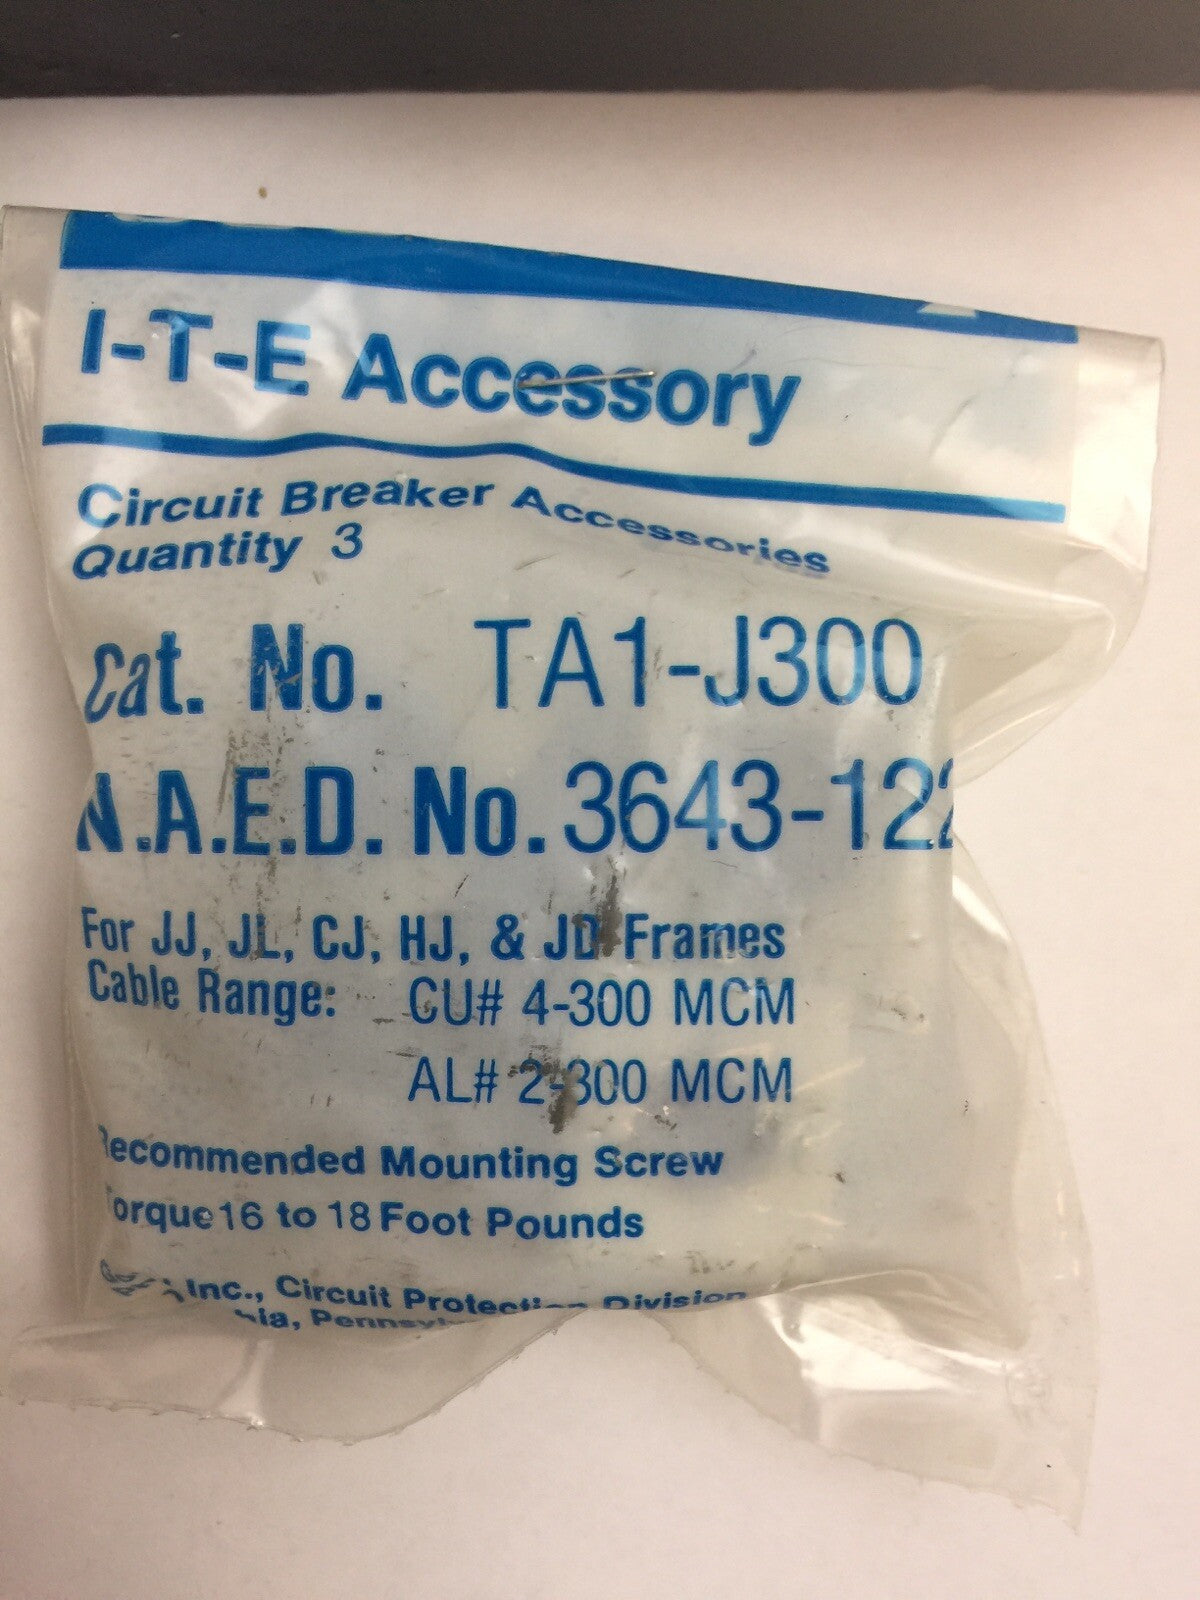 I-T-E Accessory
Circuit Breaker Accessories
Quantity 3
Cat. No. TA1-J300
N.A.E.D. No. 3643-122
For JJ, JL, CJ, HJ, & JD Frames
Cable Range: CU# 4-300 MCM
AL# 2-300 MCM
Recommended Mounting Screw
Torque 16 to 18 Foot Pounds
Inc., Circuit Protection Division